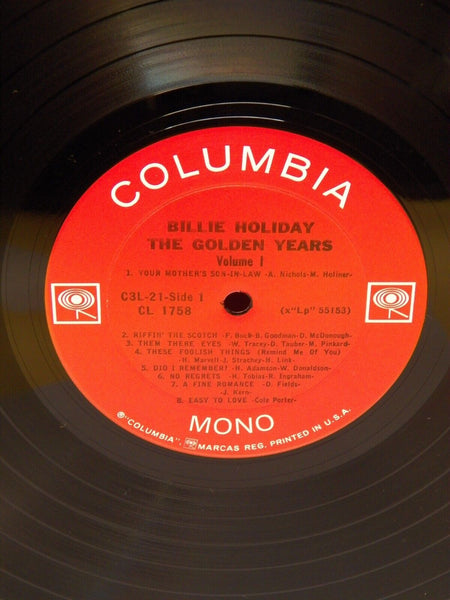 COLUMBIA
BILLIE HOLIDAY
THE GOLDEN YEARS
Volume 1
1. YOUR MOTHER'S SON-IN-LAW -A. Nichols-M. Holiner-
C3L-21-Side 1
CL 1758
(x"Lp" 55153)
2. RIFFIN' THE SCOTCH -F. Buck-B. Goodman-D. McDonough-
3. THEM THERE EYES -W. Tracey-D. Tauber-M. Pinkard-
4. THESE FOOLISH THINGS (Remind Me Of You)
-H. Marvell-J. Strachey-H. Link-
5. DID I REMEMBER? -H. Adamson-W. Donaldson-
6. NO REGRETS -H. Tobias-R. Ingraham-
7. A FINE ROMANCE -D. Fields-
J. Kern-
8. EASY TO LOVE -Cole Porter-
MONO
® "COLUMBIA", MARCAS REG. PRINTED IN U.S.A.